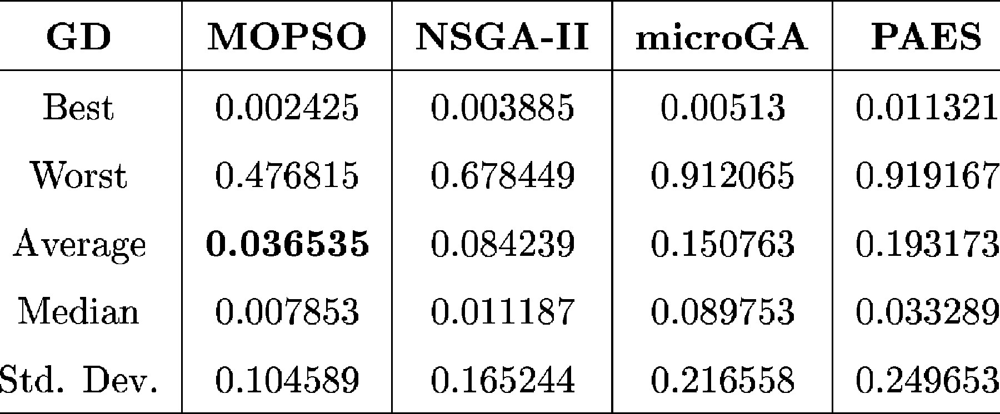 GD MOPSO NSGA-II microGA PAES
Best 0.002425 0.003885 0.00513 0.011321
Worst 0.476815 0.678449 0.912065 0.919167
Average 0.036535 0.084239 0.150763 0.193173
Median 0.007853 0.011187 0.089753 0.033289
Std. Dev. 0.104589 0.165244 0.216558 0.249653